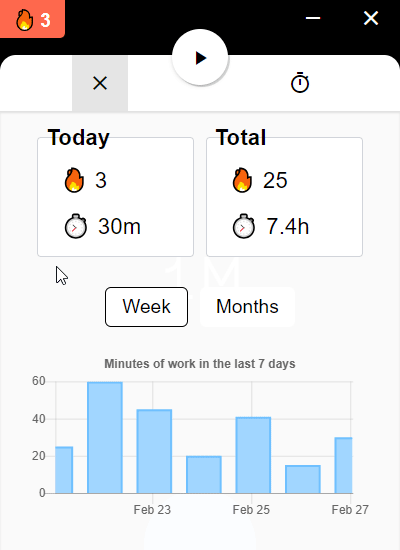 3
Today
Total
3
25
30m
7.4h
1 M
Week
Months
Minutes of work in the last 7 days
60
40
20
0
Feb 23
Feb 25
Feb 27